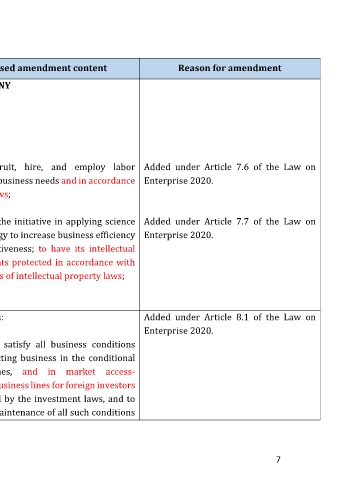 sed amendment content
Reason for amendment
NY
ruit, hire, and employ labor
business needs and in accordance
ws;
Added under Article 7.6 of the Law on
Enterprise 2020.
the initiative in applying science
gy to increase business efficiency
tiveness; to have its intellectual
nts protected in accordance with
s of intellectual property laws;
Added under Article 7.7 of the Law on
Enterprise 2020.
s:
satisfy all business conditions
cting business in the conditional
nes, and in market access-
usiness lines for foreign investors
l by the investment laws, and to
aintenance of all such conditions
Added under Article 8.1 of the Law on
Enterprise 2020.
7